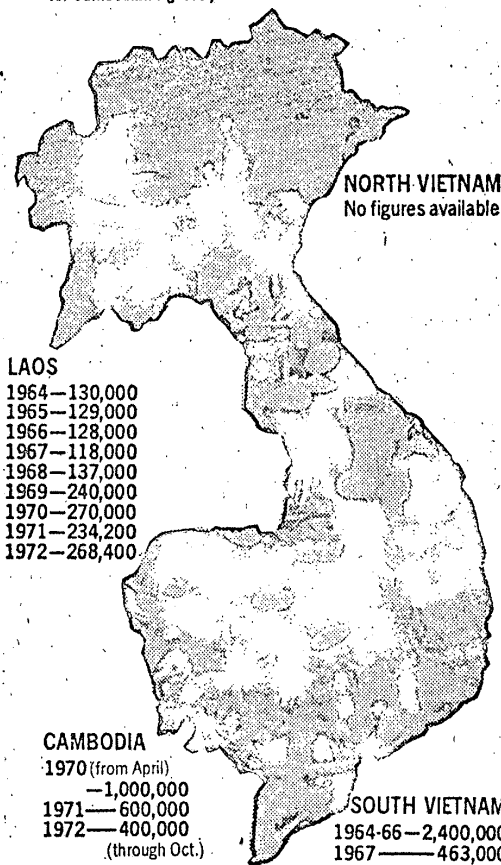 NORTH VIETNAM
No figures available
LAOS
1964—130,000
1965—129,000
1966—128,000
1967—118,000
1968—137,000
1969—240,000
1970—270,000
1971—234,200
1972—268,400
CAMBODIA
1970 (from April)
—1,000,000
1971——600,000
1972——400,000
(through Oct.)
SOUTH VIETNAM
1964-66—2,400,000
1967———463,000